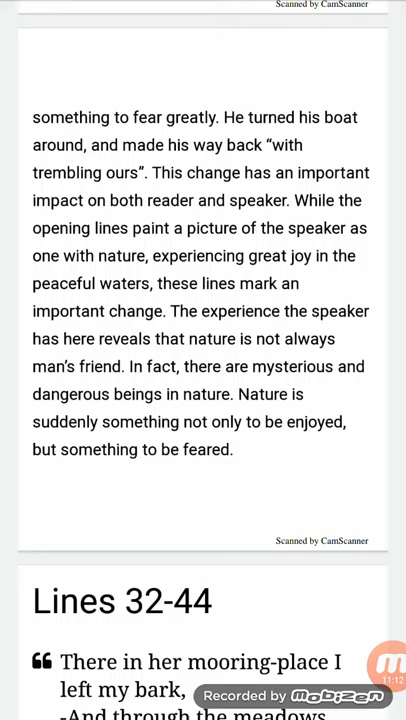 Scanned by CamScanner
something to fear greatly. He turned his boat
around, and made his way back “with
trembling ours”. This change has an important
impact on both reader and speaker. While the
opening lines paint a picture of the speaker as
one with nature, experiencing great joy in the
peaceful waters, these lines mark an
important change. The experience the speaker
has here reveals that nature is not always
man’s friend. In fact, there are mysterious and
dangerous beings in nature. Nature is
suddenly something not only to be enjoyed,
but something to be feared.
Scanned by CamScanner
Lines 32-44
“ There in her mooring-place I
left my bark,
-And through the meadows
Recorded by mobizen
11:12